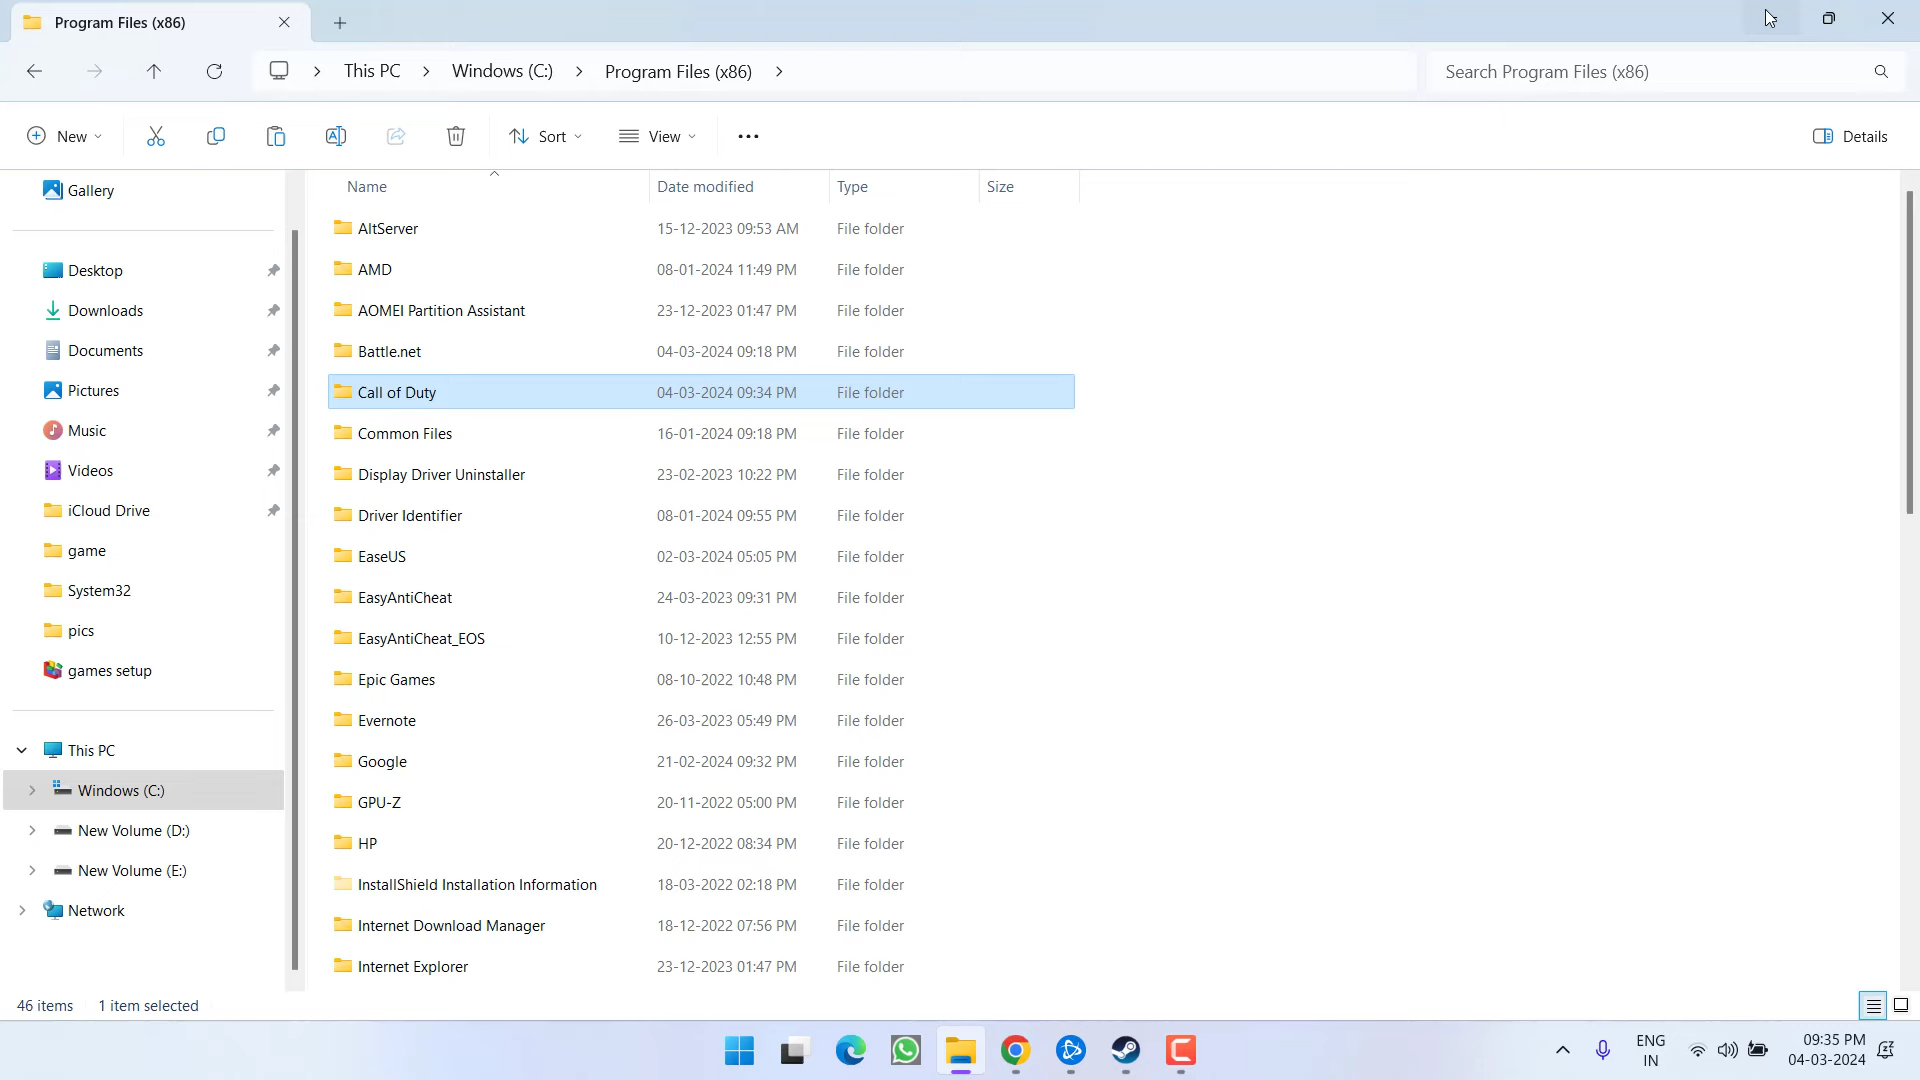 Program Files (x86)
This PC > Windows (C:) > Program Files (x86) >
Search Program Files (x86)
New
Sort
View
Details
Gallery
Desktop
Downloads
Documents
Pictures
Music
Videos
iCloud Drive
game
System32
pics
games setup
This PC
Windows (C:)
New Volume (D:)
New Volume (E:)
Network
Name Date modified Type Size
AltServer 15-12-2023 09:53 AM File folder
AMD 08-01-2024 11:49 PM File folder
AOMEI Partition Assistant 23-12-2023 01:47 PM File folder
Battle.net 04-03-2024 09:18 PM File folder
Call of Duty 04-03-2024 09:34 PM File folder
Common Files 16-01-2024 09:18 PM File folder
Display Driver Uninstaller 23-02-2023 10:22 PM File folder
Driver Identifier 08-01-2024 09:55 PM File folder
EaseUS 02-03-2024 05:05 PM File folder
EasyAntiCheat 24-03-2023 09:31 PM File folder
EasyAntiCheat_EOS 10-12-2023 12:55 PM File folder
Epic Games 08-10-2022 10:48 PM File folder
Evernote 26-03-2023 05:49 PM File folder
Google 21-02-2024 09:32 PM File folder
GPU-Z 20-11-2022 05:00 PM File folder
HP 20-12-2022 08:34 PM File folder
InstallShield Installation Information 18-03-2022 02:18 PM File folder
Internet Download Manager 18-12-2022 07:56 PM File folder
Internet Explorer 23-12-2023 01:47 PM File folder
46 items 1 item selected
ENG
IN
09:35 PM
04-03-2024